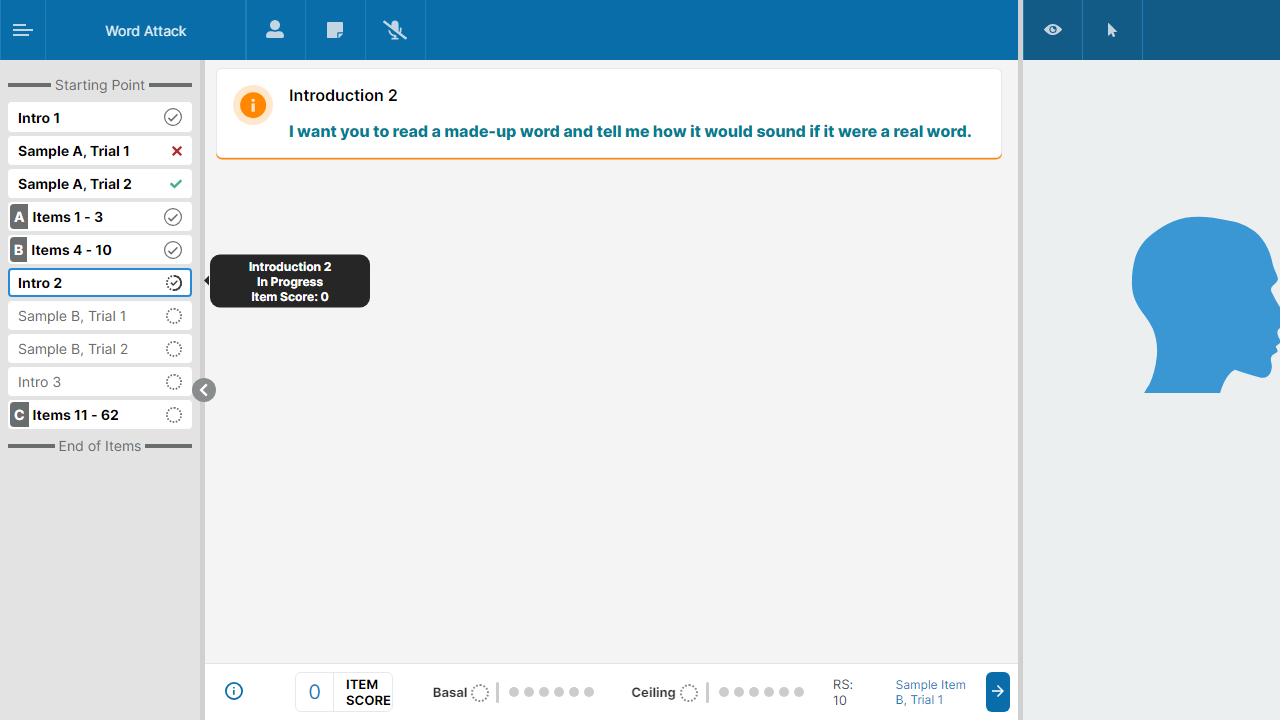 Word Attack
Starting Point
Intro 1
Sample A, Trial 1
Sample A, Trial 2
A Items 1 - 3
B Items 4 - 10
Intro 2
Sample B, Trial 1
Sample B, Trial 2
Intro 3
C Items 11 - 62
End of Items
Introduction 2
I want you to read a made-up word and tell me how it would sound if it were a real word.
Introduction 2
In Progress
Item Score: 0
0
ITEM
SCORE
Basal
Ceiling
RS:
10
Sample Item
B, Trial 1